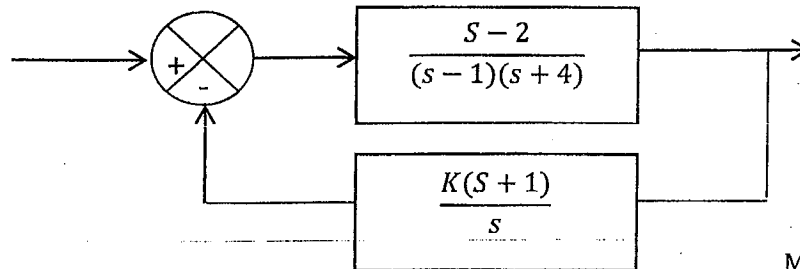 S − 2
(s − 1)(s + 4)
+
-
K(S + 1)
s
M